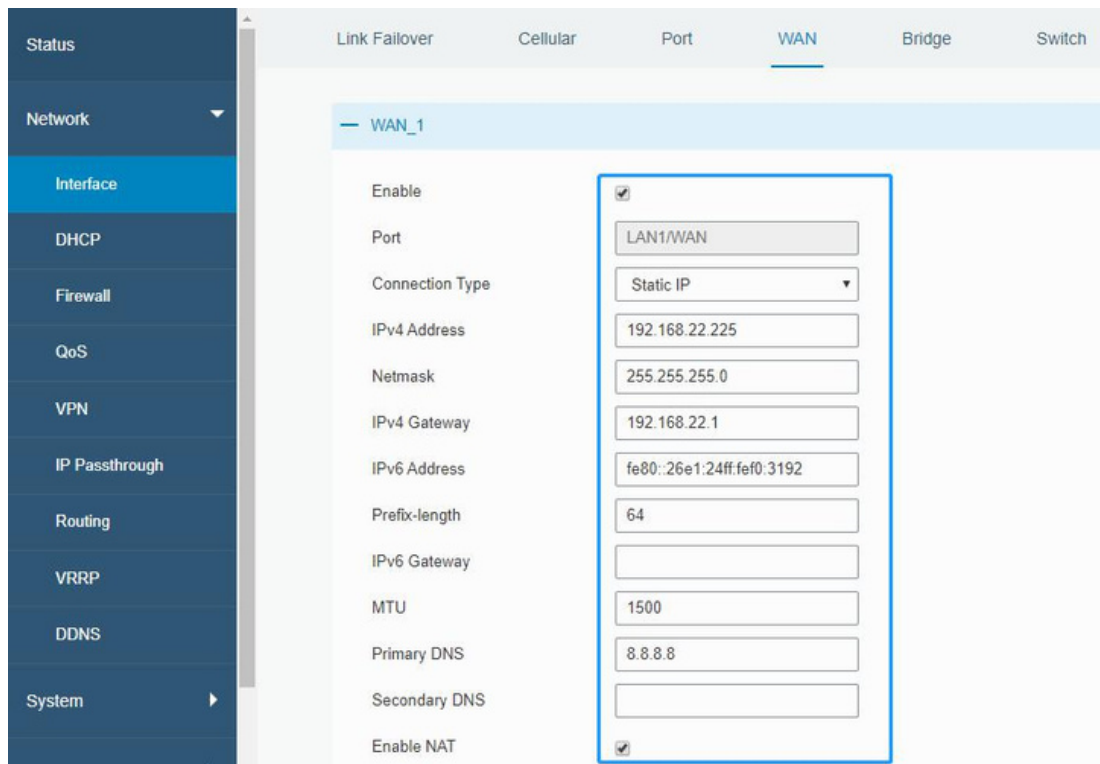 Status
Network
Interface
DHCP
Firewall
QoS
VPN
IP Passthrough
Routing
VRRP
DDNS
System
Link Failover Cellular Port WAN Bridge Switch
WAN_1
Enable
Port LAN1/WAN
Connection Type Static IP
IPv4 Address 192.168.22.225
Netmask 255.255.255.0
IPv4 Gateway 192.168.22.1
IPv6 Address fe80::26e1:24ff:fef0:3192
Prefix-length 64
IPv6 Gateway
MTU 1500
Primary DNS 8.8.8.8
Secondary DNS
Enable NAT